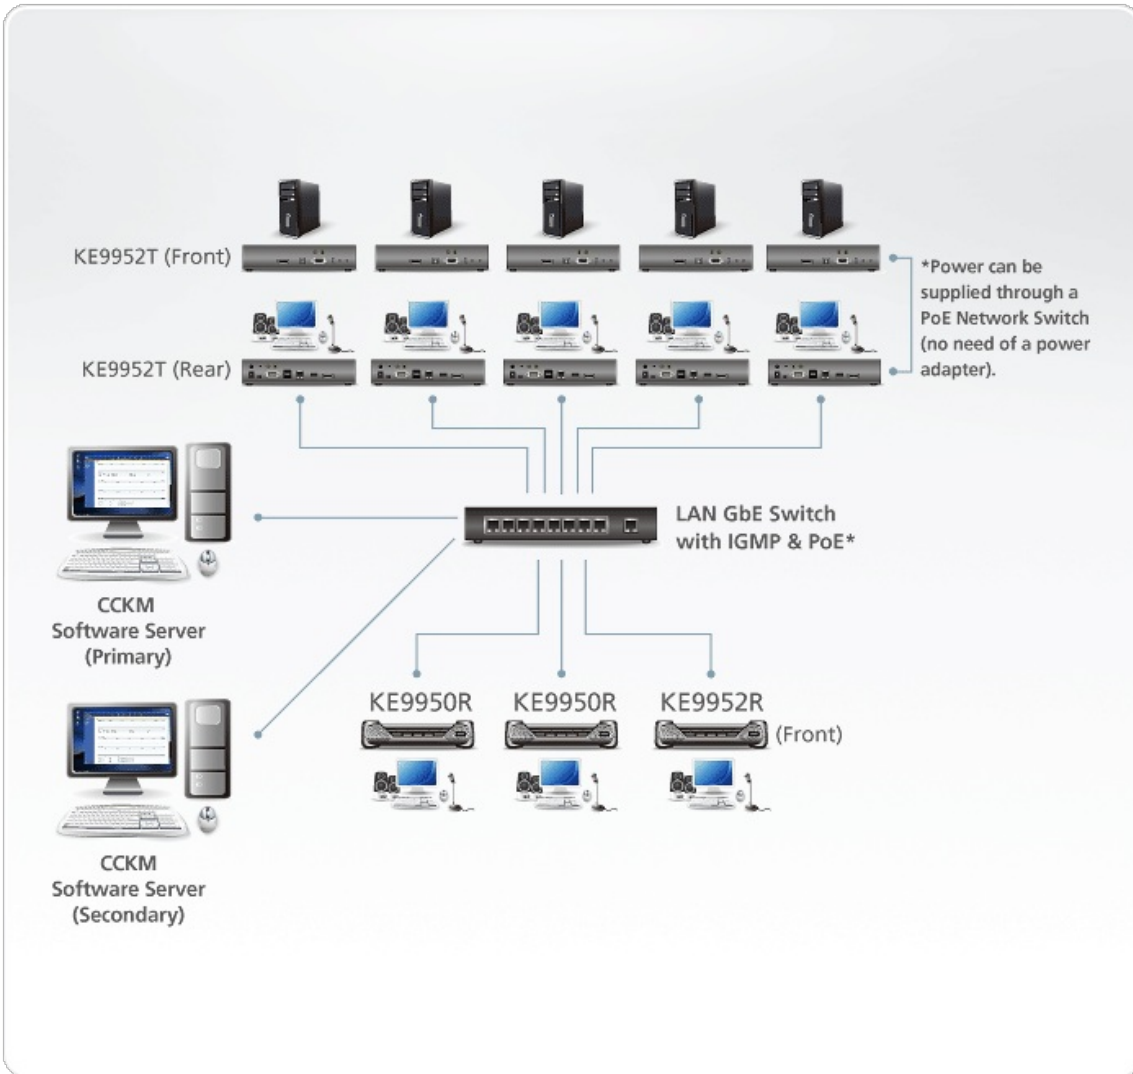 KE9952T (Front)
*Power can be
supplied through a
PoE Network Switch
(no need of a power
adapter).
KE9952T (Rear)
LAN GbE Switch
with IGMP & PoE*
CCKM
Software Server
(Primary)
KE9950R
KE9950R
KE9952R
(Front)
CCKM
Software Server
(Secondary)